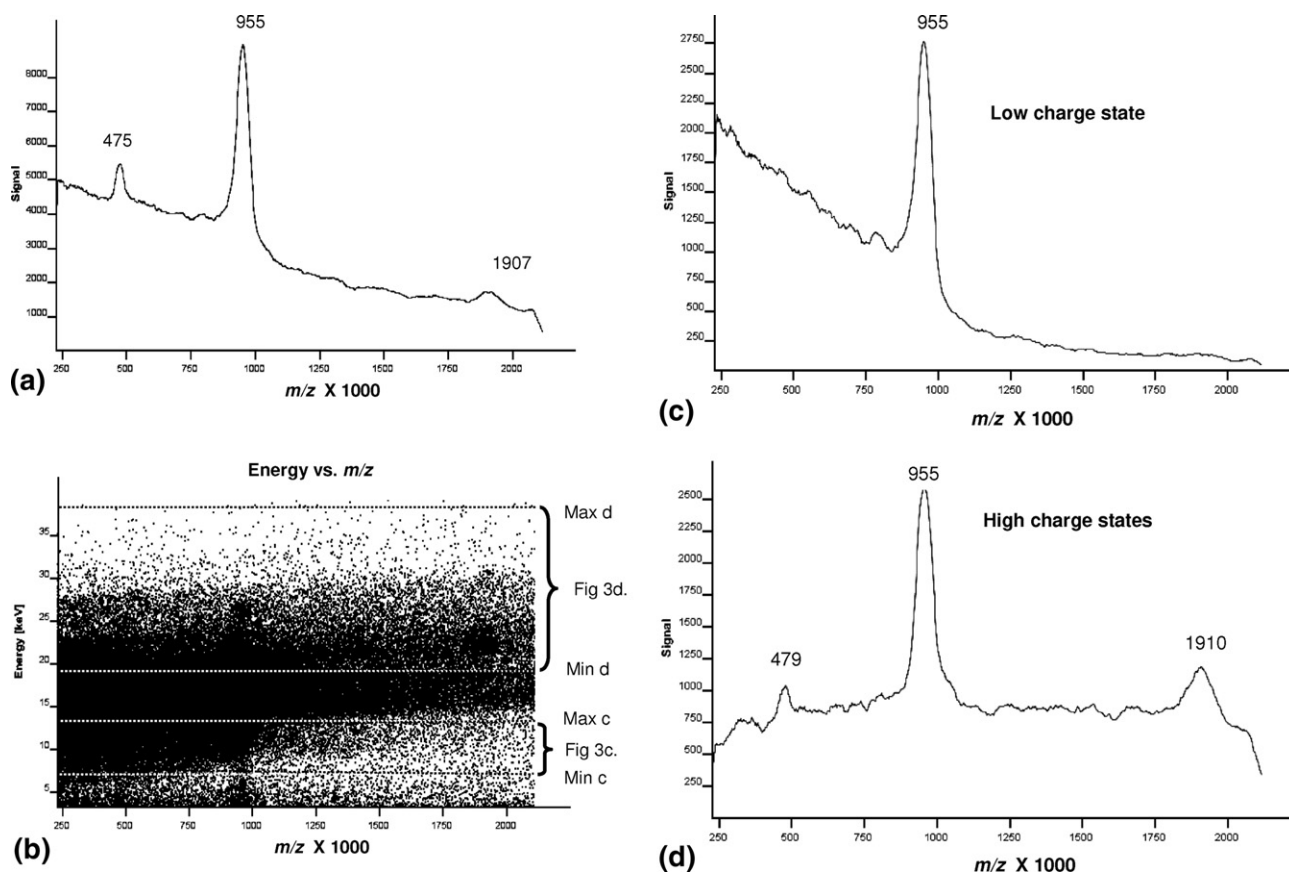 955
8000
7000
6000
5000
4000
3000
2000
1000
Signal
475
1907
250 500 750 1000 1250 1500 1750 2000
m/z X 1000
(a)
955
2750
2500
2250
2000
1750
1500
1250
1000
750
500
250
Signal
Low charge state
250 500 750 1000 1250 1500 1750 2000
m/z X 1000
(c)
Energy vs. m/z
35
30
25
20
15
10
5
Energy [keV]
Max d
Fig 3d.
Min d
Max c
Fig 3c.
Min c
250 500 750 1000 1250 1500 1750 2000
m/z X 1000
(b)
955
2500
2250
2000
1750
1500
1250
1000
750
500
250
Signal
High charge states
479
1910
250 500 750 1000 1250 1500 1750 2000
m/z X 1000
(d)